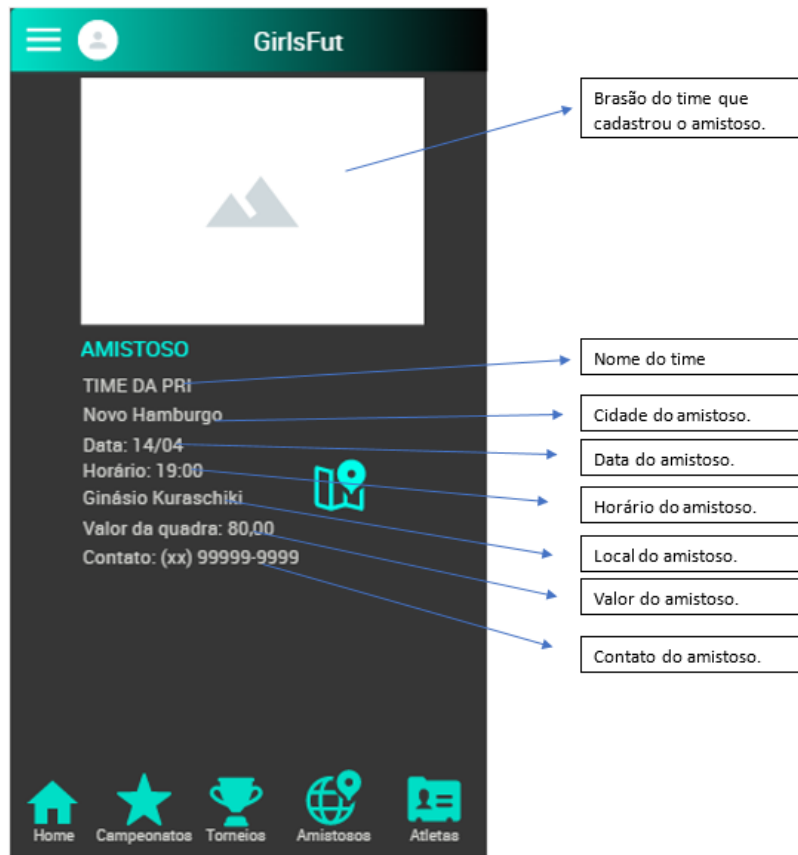 GirlsFut
Brasão do time que
cadastrou o amistoso.
AMISTOSO
TIME DA PRI
Nome do time
Novo Hamburgo
Cidade do amistoso.
Data: 14/04
Data do amistoso.
Horário: 19:00
Horário do amistoso.
Ginásio Kuraschiki
Local do amistoso.
Valor da quadra: 80,00
Valor do amistoso.
Contato: (xx) 99999-9999
Contato do amistoso.
Home
Campeonatos
Torneios
Amistosos
Atletas